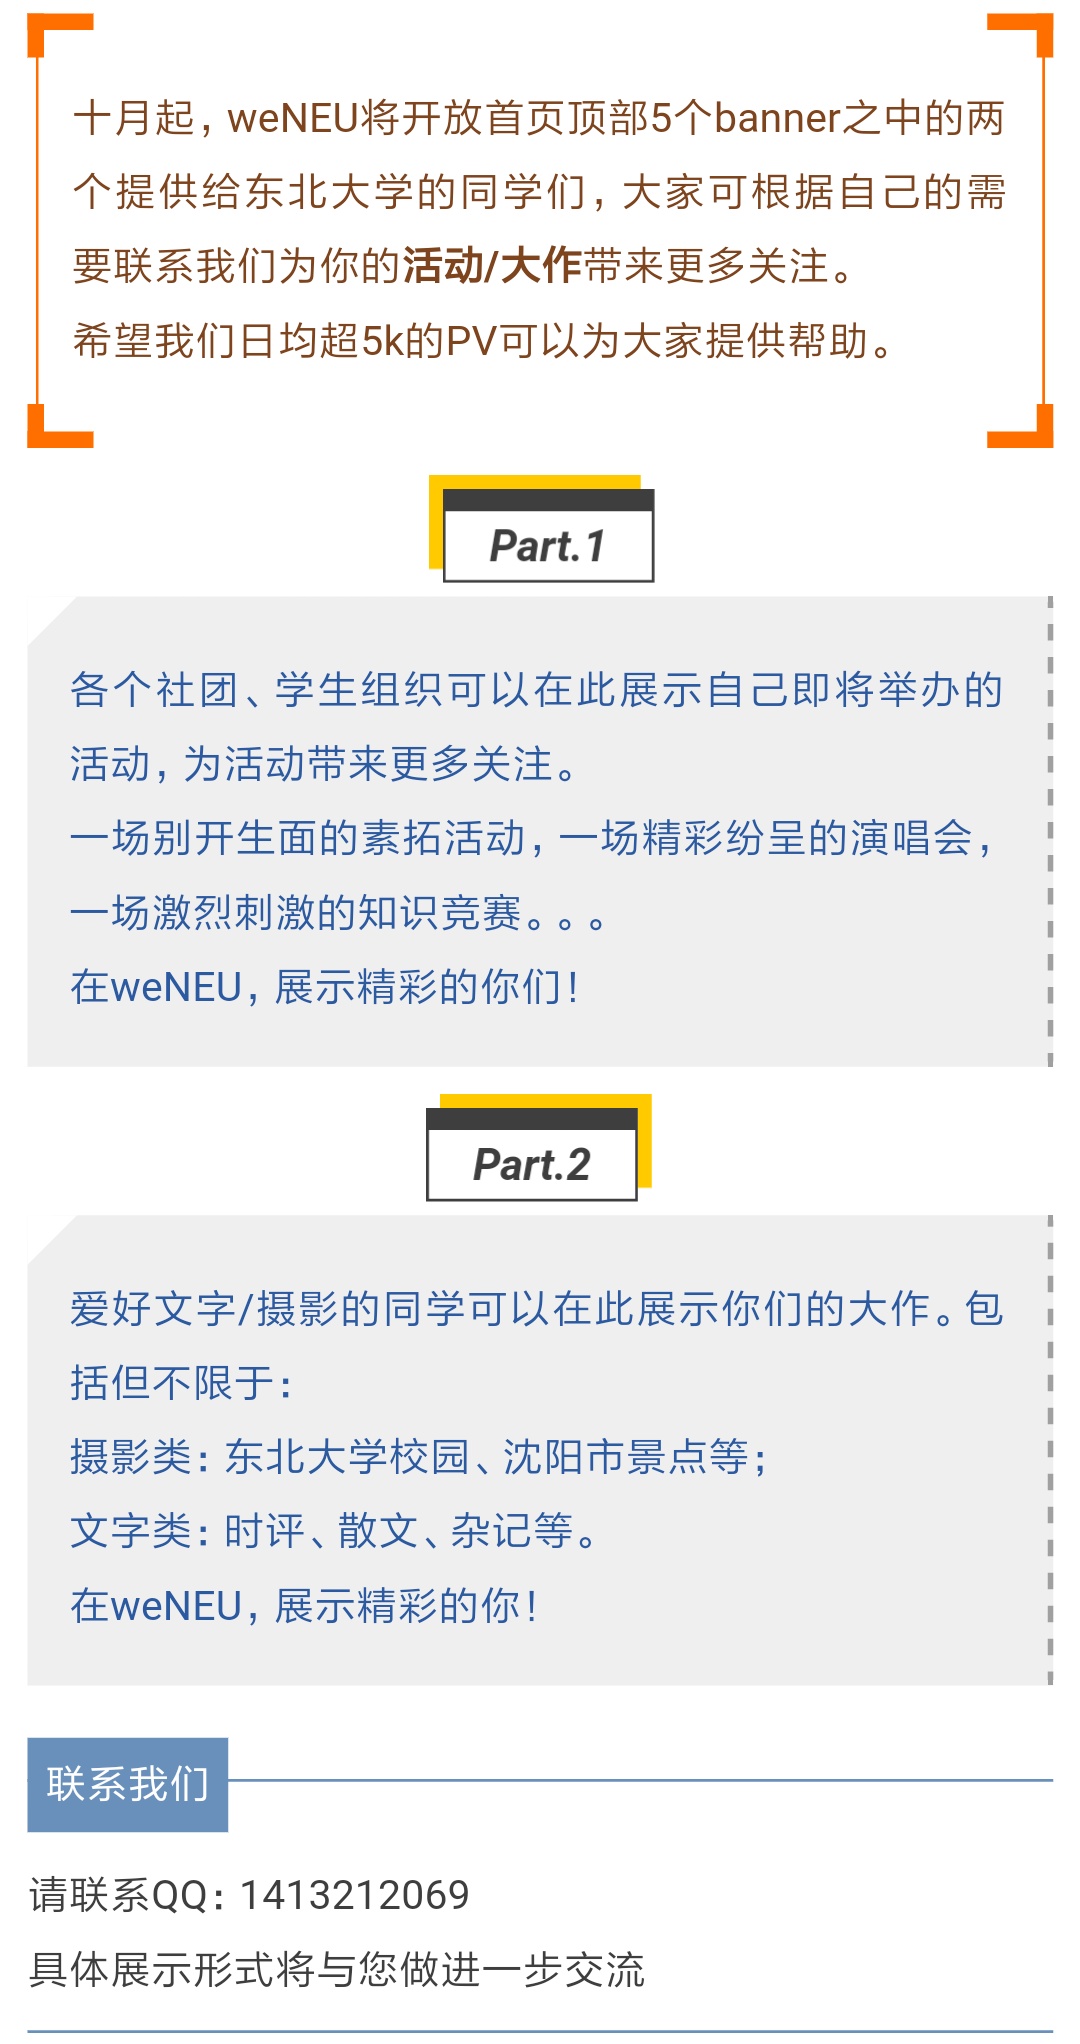 十月起，weNEU将开放首页顶部5个banner之中的两
个提供给东北大学的同学们，大家可根据自己的需
要联系我们为你的活动/大作带来更多关注。
希望我们日均超5k的PV可以为大家提供帮助。
Part.1
各个社团、学生组织可以在此展示自己即将举办的
活动，为活动带来更多关注。
一场别开生面的素拓活动，一场精彩纷呈的演唱会，
一场激烈刺激的知识竞赛。。。
在weNEU，展示精彩的你们！
Part.2
爱好文字/摄影的同学可以在此展示你们的大作。包
括但不限于：
摄影类：东北大学校园、沈阳市景点等；
文字类：时评、散文、杂记等。
在weNEU，展示精彩的你！
联系我们
请联系QQ：1413212069
具体展示形式将与您做进一步交流